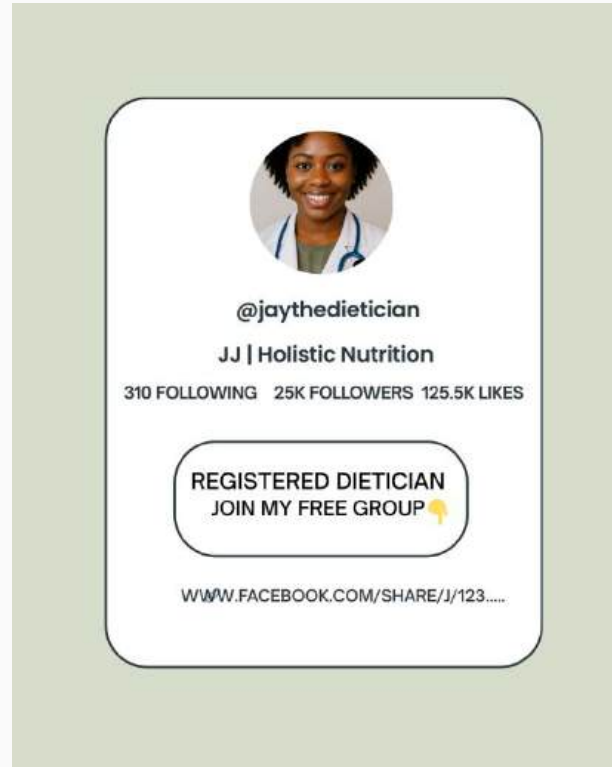 @jaythedietician
JJ | Holistic Nutrition
310 FOLLOWING 25K FOLLOWERS 125.5K LIKES
REGISTERED DIETICIAN
JOIN MY FREE GROUP👇
WWW.FACEBOOK.COM/SHARE/J/123.....